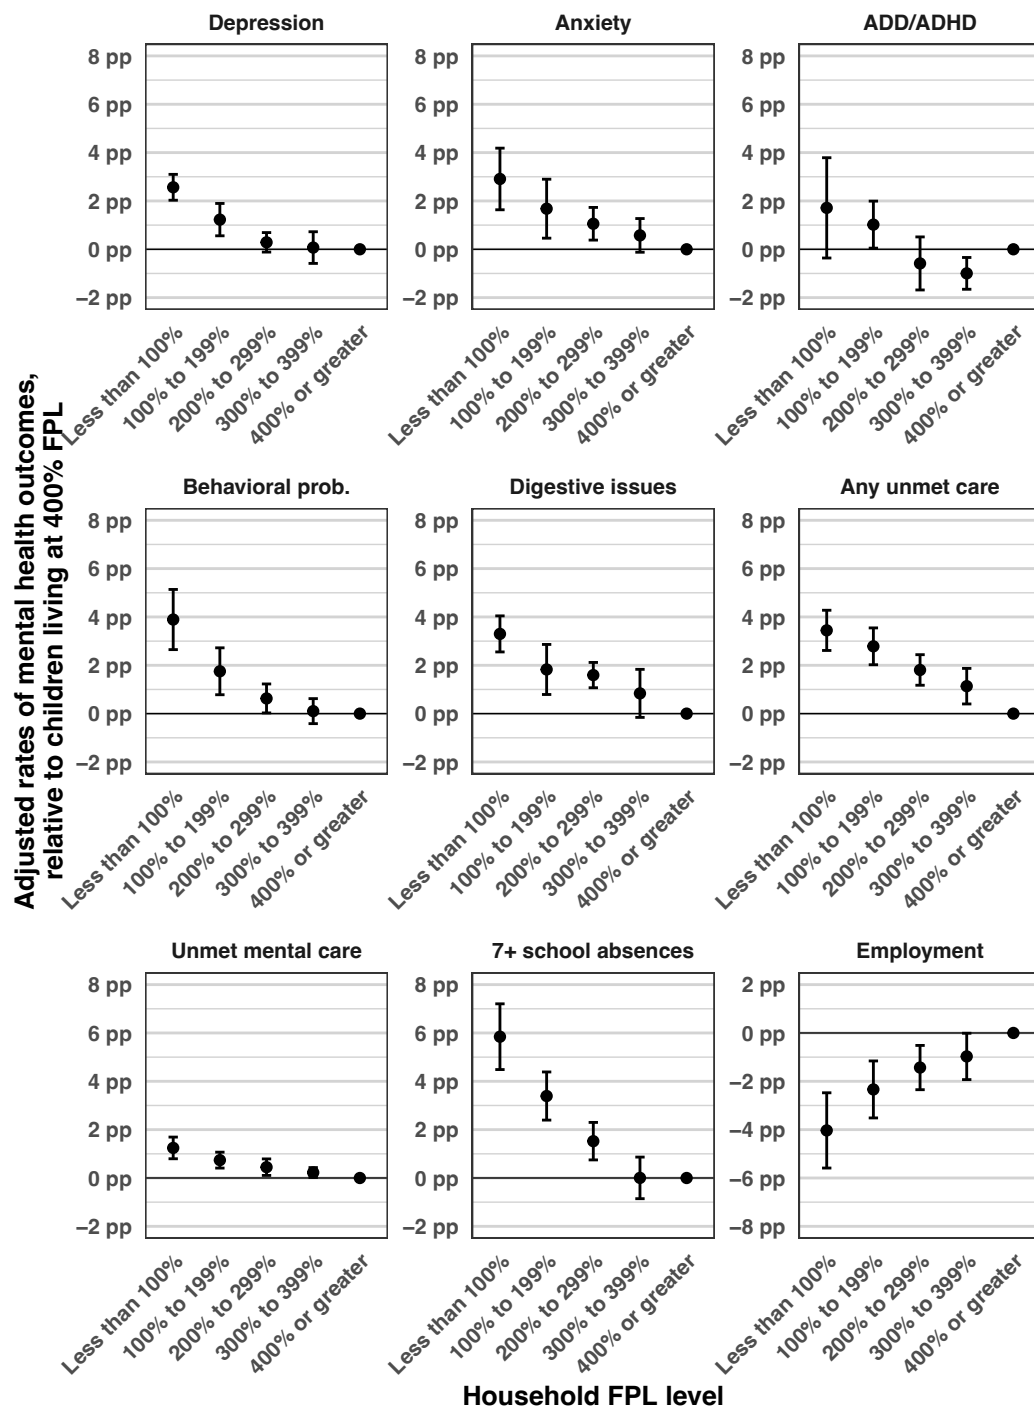 Depression
8 pp
6 pp
4 pp
2 pp
0 pp
−2 pp
Less than 100%
100% to 199%
200% to 299%
300% to 399%
400% or greater
Anxiety
8 pp
6 pp
4 pp
2 pp
0 pp
−2 pp
Less than 100%
100% to 199%
200% to 299%
300% to 399%
400% or greater
ADD/ADHD
8 pp
6 pp
4 pp
2 pp
0 pp
−2 pp
Less than 100%
100% to 199%
200% to 299%
300% to 399%
400% or greater
Adjusted rates of mental health outcomes,
relative to children living at 400% FPL
Behavioral prob.
8 pp
6 pp
4 pp
2 pp
0 pp
−2 pp
Less than 100%
100% to 199%
200% to 299%
300% to 399%
400% or greater
Digestive issues
8 pp
6 pp
4 pp
2 pp
0 pp
−2 pp
Less than 100%
100% to 199%
200% to 299%
300% to 399%
400% or greater
Any unmet care
8 pp
6 pp
4 pp
2 pp
0 pp
−2 pp
Less than 100%
100% to 199%
200% to 299%
300% to 399%
400% or greater
Unmet mental care
8 pp
6 pp
4 pp
2 pp
0 pp
−2 pp
Less than 100%
100% to 199%
200% to 299%
300% to 399%
400% or greater
7+ school absences
8 pp
6 pp
4 pp
2 pp
0 pp
−2 pp
Less than 100%
100% to 199%
200% to 299%
300% to 399%
400% or greater
Employment
2 pp
0 pp
−2 pp
−4 pp
−6 pp
−8 pp
Less than 100%
100% to 199%
200% to 299%
300% to 399%
400% or greater
Household FPL level